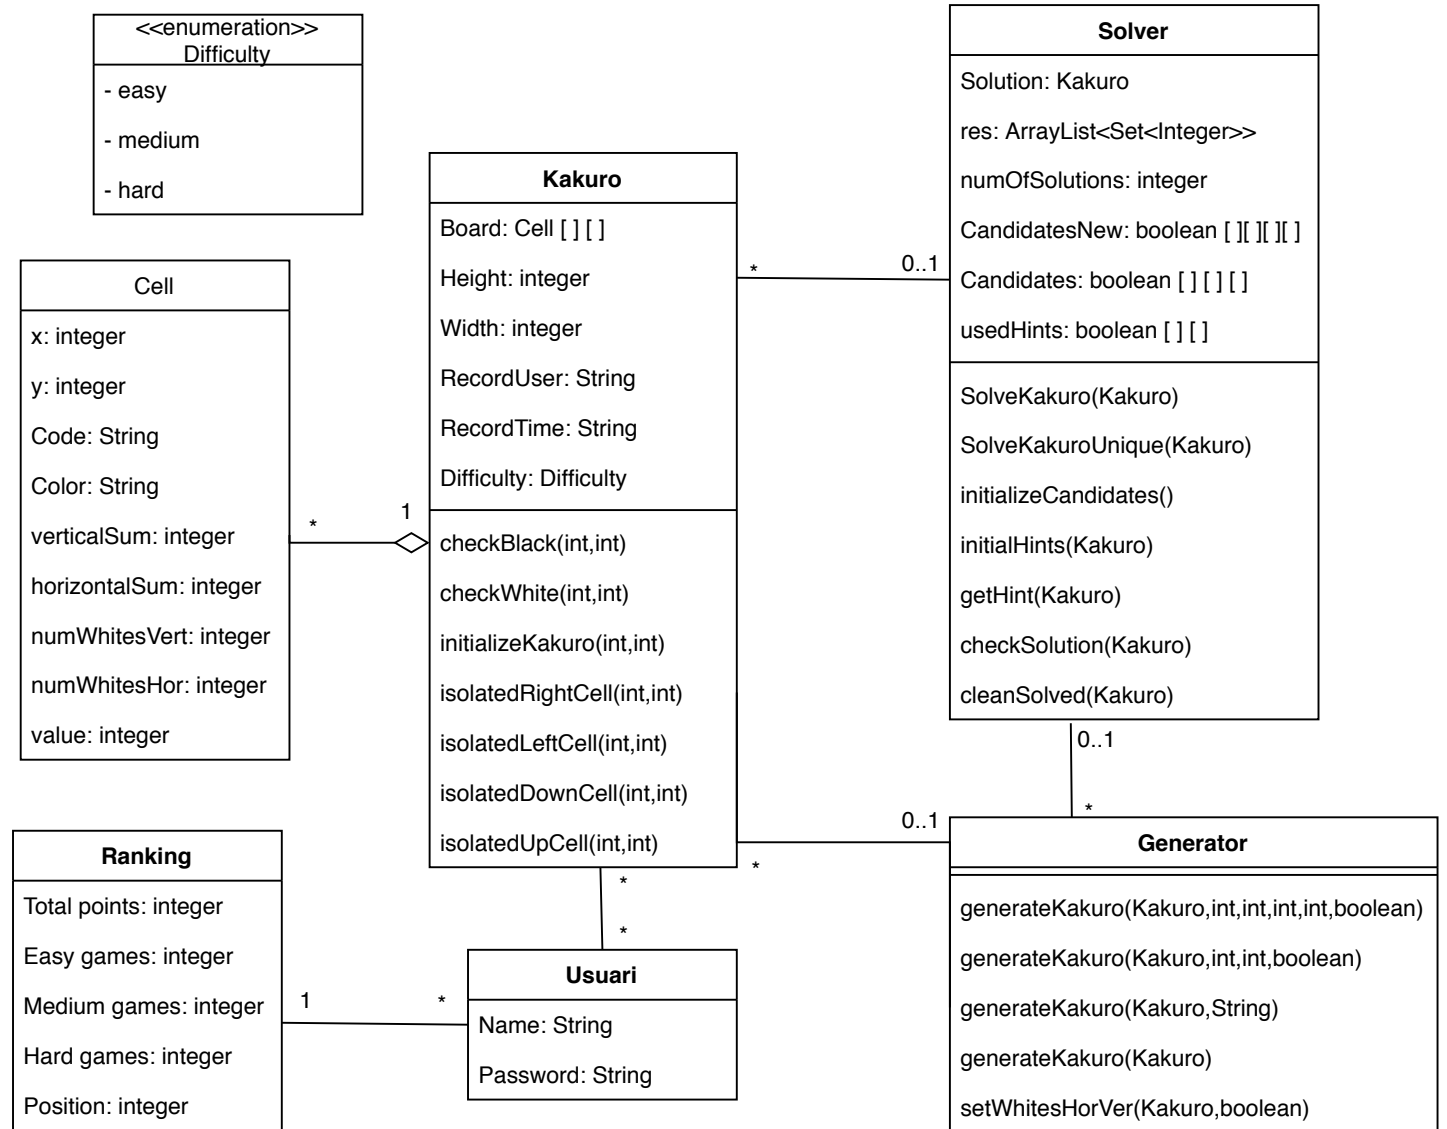 <<enumeration>>
Difficulty
- easy
- medium
- hard
Cell
x: integer
y: integer
Code: String
Color: String
verticalSum: integer
horizontalSum: integer
numWhitesVert: integer
numWhitesHor: integer
value: integer
* 1
Kakuro
Board: Cell [ ] [ ]
Height: integer
Width: integer
RecordUser: String
RecordTime: String
Difficulty: Difficulty
checkBlack(int,int)
checkWhite(int,int)
initializeKakuro(int,int)
isolatedRightCell(int,int)
isolatedLeftCell(int,int)
isolatedDownCell(int,int)
isolatedUpCell(int,int)
* 0..1
Solver
Solution: Kakuro
res: ArrayList<Set<Integer>>
numOfSolutions: integer
CandidatesNew: boolean [ ][ ][ ][ ]
Candidates: boolean [ ] [ ] [ ]
usedHints: boolean [ ] [ ]
SolveKakuro(Kakuro)
SolveKakuroUnique(Kakuro)
initializeCandidates()
initialHints(Kakuro)
getHint(Kakuro)
checkSolution(Kakuro)
cleanSolved(Kakuro)
0..1
*
* 0..1
Generator
generateKakuro(Kakuro,int,int,int,int,boolean)
generateKakuro(Kakuro,int,int,boolean)
generateKakuro(Kakuro,String)
generateKakuro(Kakuro)
setWhitesHorVer(Kakuro,boolean)
*
*
Usuari
Name: String
Password: String
1 *
Ranking
Total points: integer
Easy games: integer
Medium games: integer
Hard games: integer
Position: integer